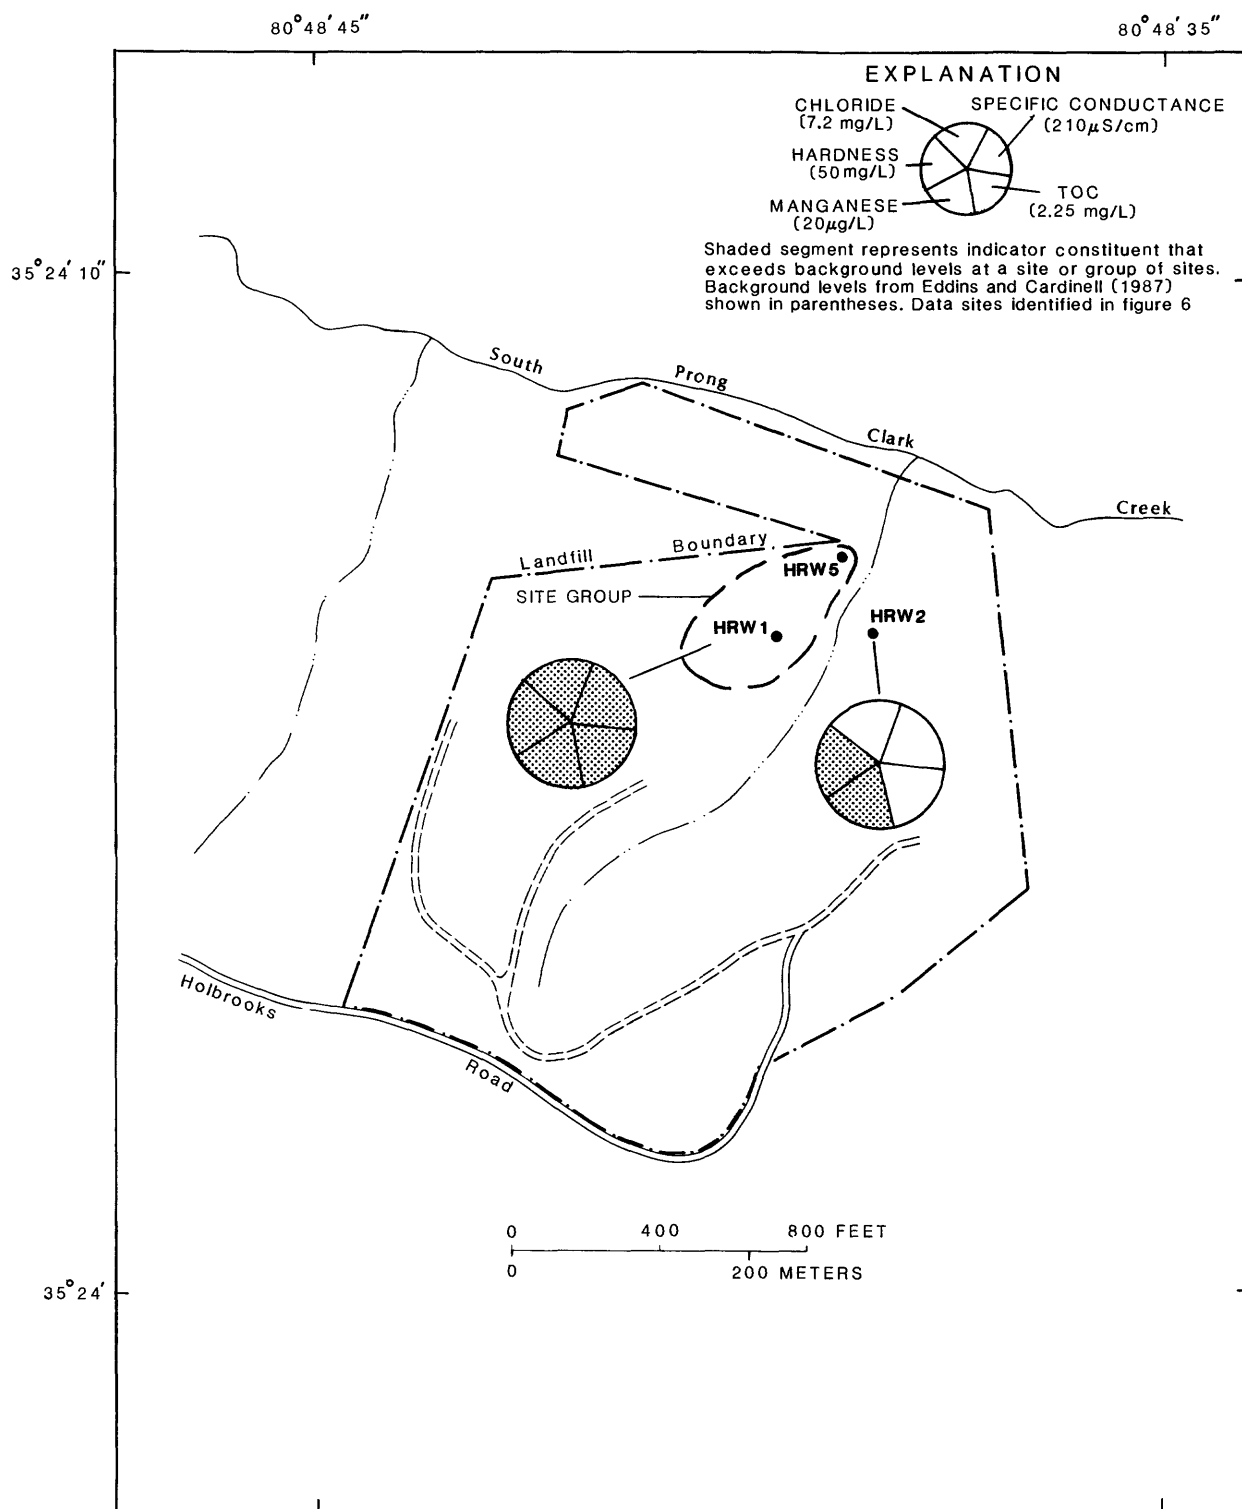 80°48'45"
80°48'35"
EXPLANATION
CHLORIDE
(7.2 mg/L)
SPECIFIC CONDUCTANCE
(210µS/cm)
HARDNESS
(50 mg/L)
MANGANESE
(20µg/L)
TOC
(2.25 mg/L)
Shaded segment represents indicator constituent that
exceeds background levels at a site or group of sites.
Background levels from Eddins and Cardinell (1987)
shown in parentheses. Data sites identified in figure 6
35°24'10"
South Prong Clark Creek
Landfill Boundary
SITE GROUP
HRW5
HRW1
HRW2
Holbrooks Road
0 400 800 FEET
0 200 METERS
35°24'